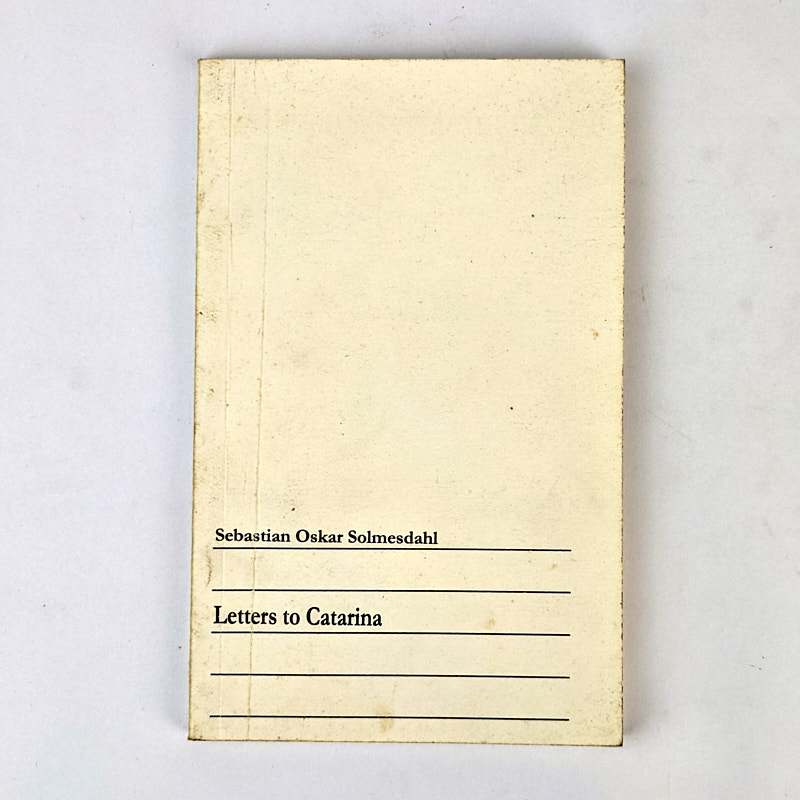 Sebastian Oskar Solmesdahl
Letters to Catarina